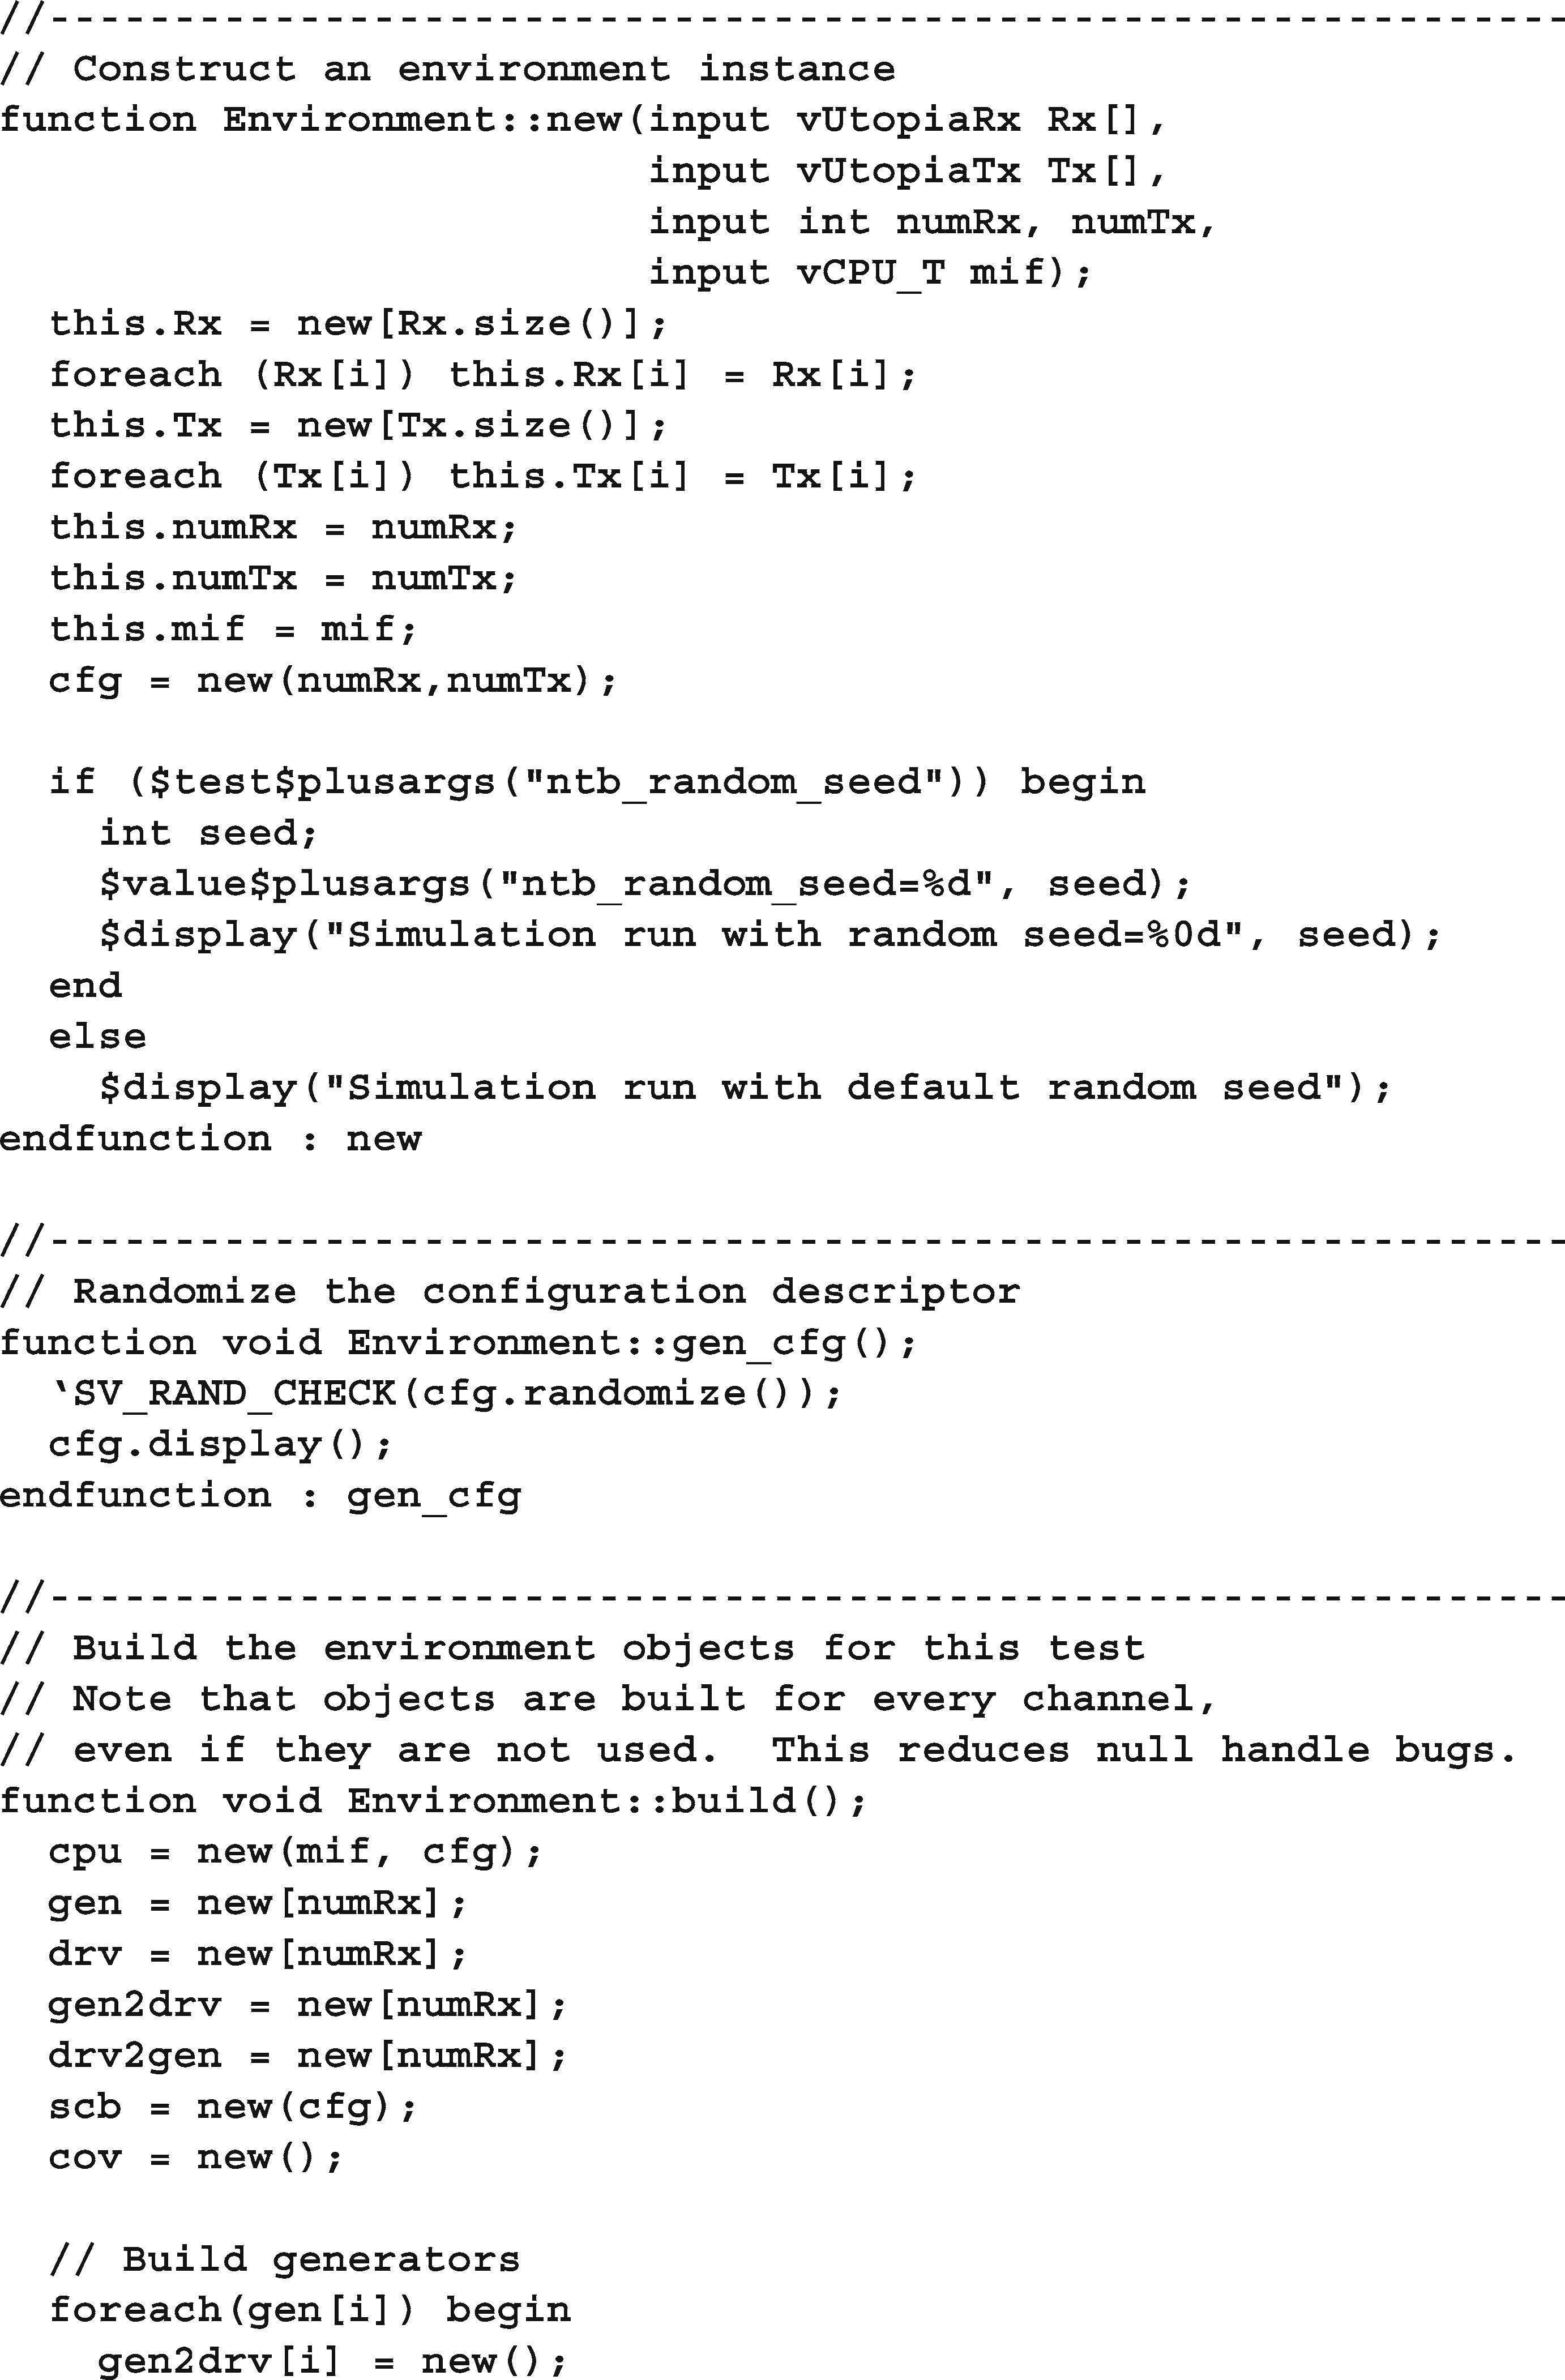 //-------------------------------------------------------------
// Construct an environment instance
function Environment::new(input vUtopiaRx Rx[],
                          input vUtopiaTx Tx[],
                          input int numRx, numTx,
                          input vCPU_T mif);
  this.Rx = new[Rx.size()];
  foreach (Rx[i]) this.Rx[i] = Rx[i];
  this.Tx = new[Tx.size()];
  foreach (Tx[i]) this.Tx[i] = Tx[i];
  this.numRx = numRx;
  this.numTx = numTx;
  this.mif = mif;
  cfg = new(numRx,numTx);

  if ($test$plusargs("ntb_random_seed")) begin
    int seed;
    $value$plusargs("ntb_random_seed=%d", seed);
    $display("Simulation run with random seed=%0d", seed);
  end
  else
    $display("Simulation run with default random seed");
endfunction : new

//-------------------------------------------------------------
// Randomize the configuration descriptor
function void Environment::gen_cfg();
  ‘SV_RAND_CHECK(cfg.randomize());
  cfg.display();
endfunction : gen_cfg

//-------------------------------------------------------------
// Build the environment objects for this test
// Note that objects are built for every channel,
// even if they are not used.  This reduces null handle bugs.
function void Environment::build();
  cpu = new(mif, cfg);
  gen = new[numRx];
  drv = new[numRx];
  gen2drv = new[numRx];
  drv2gen = new[numRx];
  scb = new(cfg);
  cov = new();

  // Build generators
  foreach(gen[i]) begin
    gen2drv[i] = new();